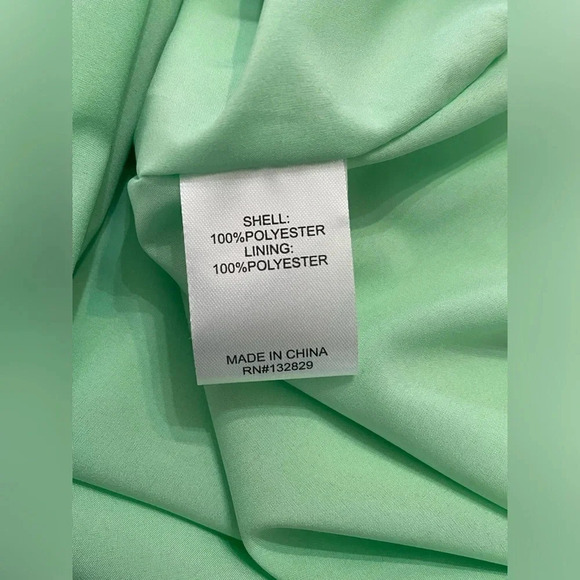 SHELL:
100%POLYESTER
LINING:
100%POLYESTER
MADE IN CHINA
RN#132829